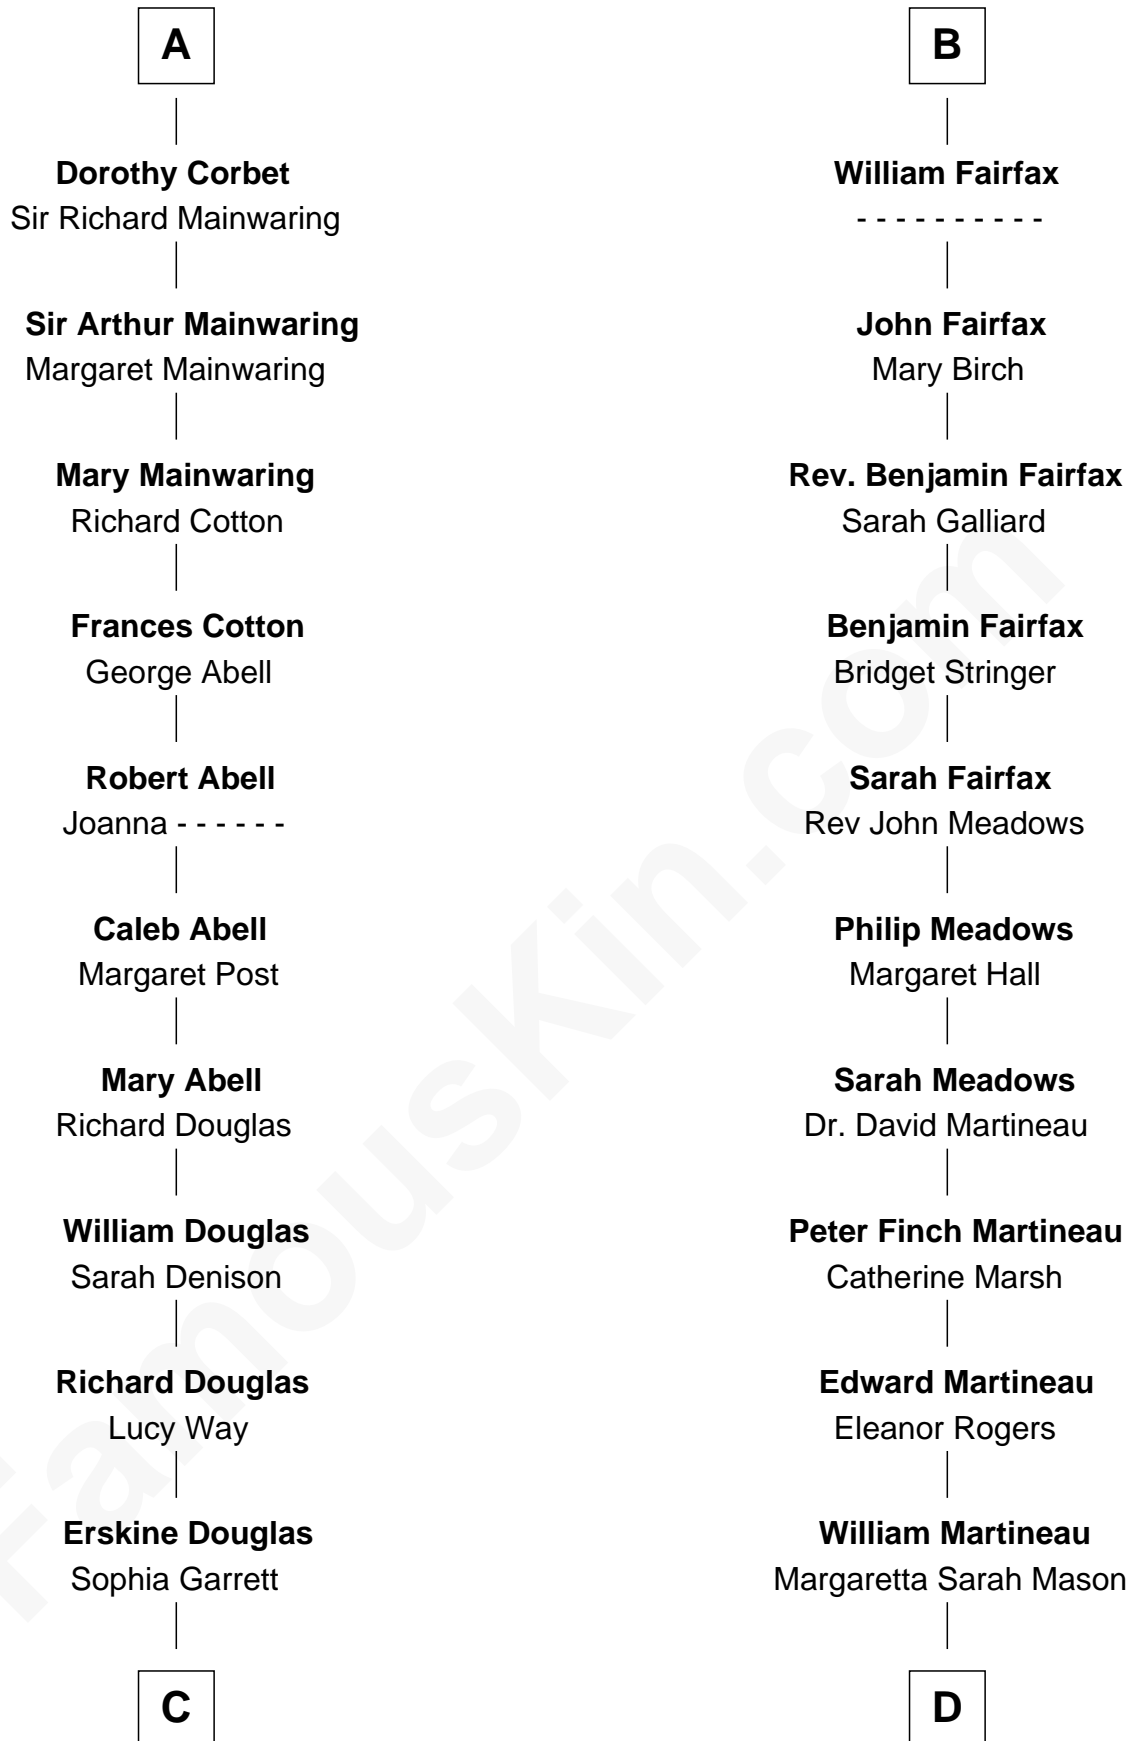 A
Dorothy Corbet
Sir Richard Mainwaring
Sir Arthur Mainwaring
Margaret Mainwaring
Mary Mainwaring
Richard Cotton
Frances Cotton
George Abell
Robert Abell
Joanna - - - - - -
Caleb Abell
Margaret Post
Mary Abell
Richard Douglas
William Douglas
Sarah Denison
Richard Douglas
Lucy Way
Erskine Douglas
Sophia Garrett
C
B
William Fairfax
- - - - - - - - - -
John Fairfax
Mary Birch
Rev. Benjamin Fairfax
Sarah Galliard
Benjamin Fairfax
Bridget Stringer
Sarah Fairfax
Rev John Meadows
Philip Meadows
Margaret Hall
Sarah Meadows
Dr. David Martineau
Peter Finch Martineau
Catherine Marsh
Edward Martineau
Eleanor Rogers
William Martineau
Margaretta Sarah Mason
D
FamousKin.com